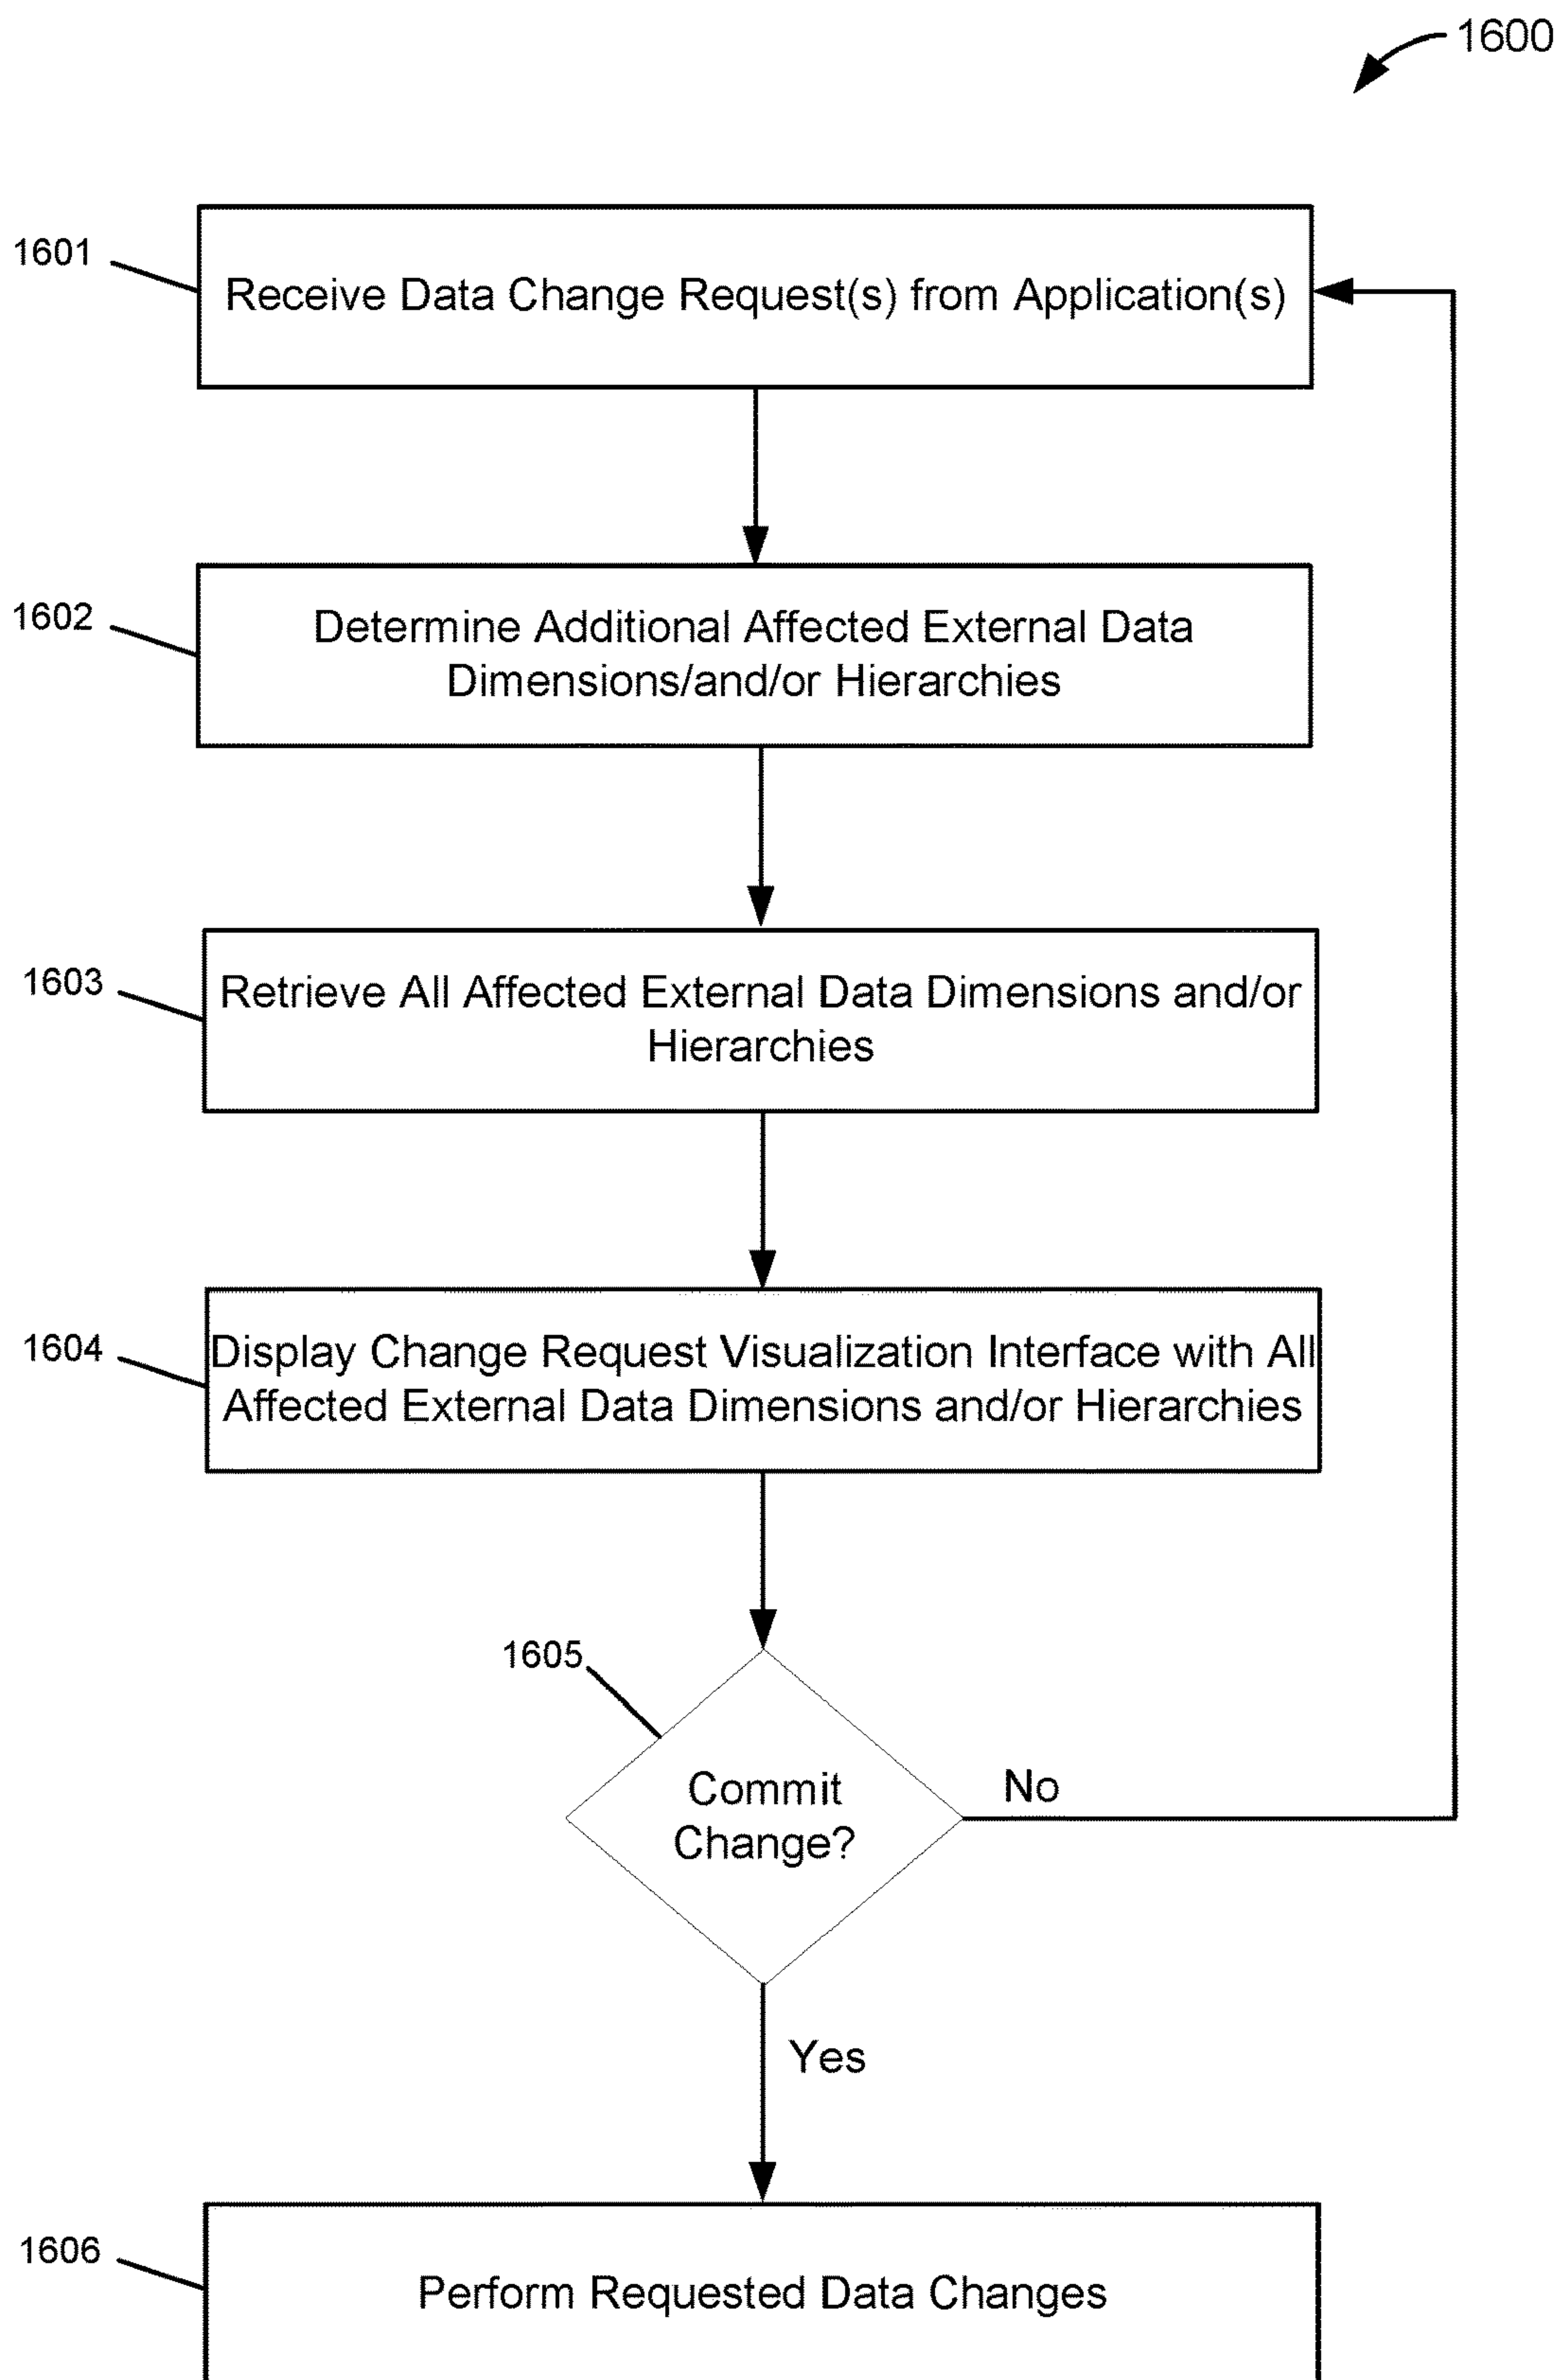 1600
1601
Receive Data Change Request(s) from Application(s)
1602
Determine Additional Affected External Data
Dimensions/and/or Hierarchies
1603
Retrieve All Affected External Data Dimensions and/or
Hierarchies
1604
Display Change Request Visualization Interface with All
Affected External Data Dimensions and/or Hierarchies
1605
Commit
Change?
No
Yes
1606
Perform Requested Data Changes